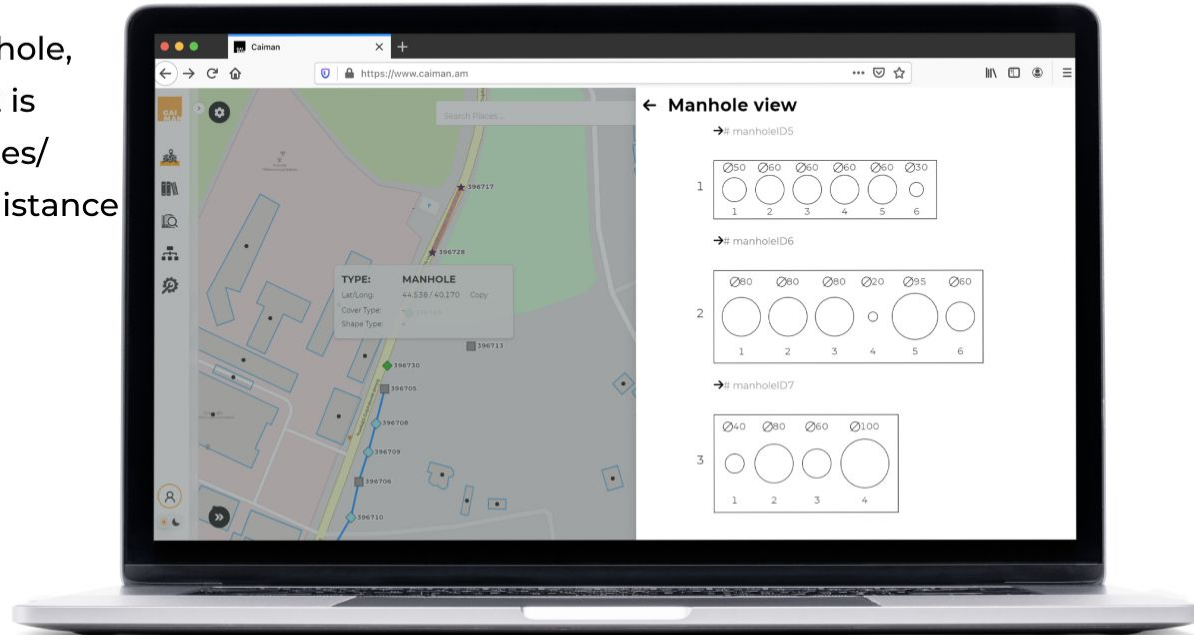 hole,
is
es/
istance
Caiman
https://www.caiman.am
CAI
MAN
Search Places ...
396717
P
396728
TYPE: MANHOLE
Lat/Long: 44.538 / 40.170 Copy
Cover Type: -
Shape Type: -
396713
396730
396705
396708
396709
396706
396710
← Manhole view
➔# manholeID5
∅50 ∅60 ∅60 ∅60 ∅60 ∅30
1
1 2 3 4 5 6
➔# manholeID6
∅80 ∅80 ∅80 ∅20 ∅95 ∅60
2
1 2 3 4 5 6
➔# manholeID7
∅40 ∅80 ∅60 ∅100
3
1 2 3 4